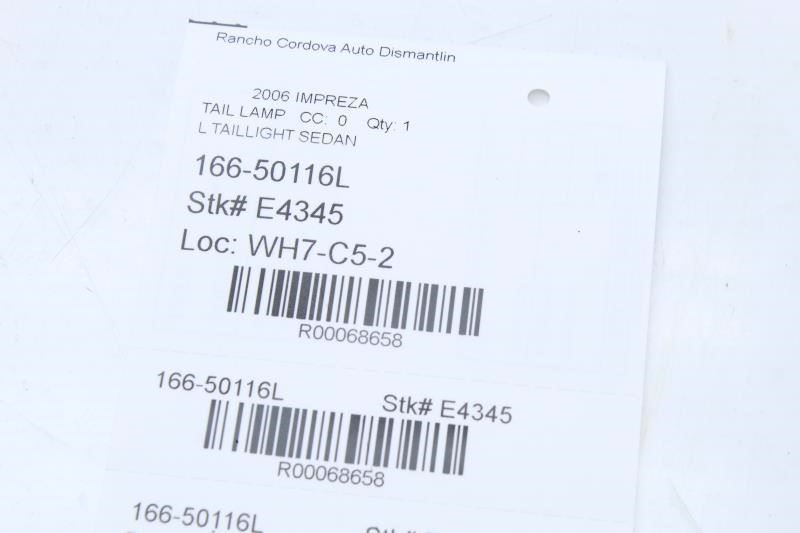 Rancho Cordova Auto Dismantlin
2006 IMPREZA
TAIL LAMP CC: 0 Qty: 1
L TAILLIGHT SEDAN
166-50116L
Stk# E4345
Loc: WH7-C5-2
R00068658
166-50116L Stk# E4345
R00068658
166-50116L